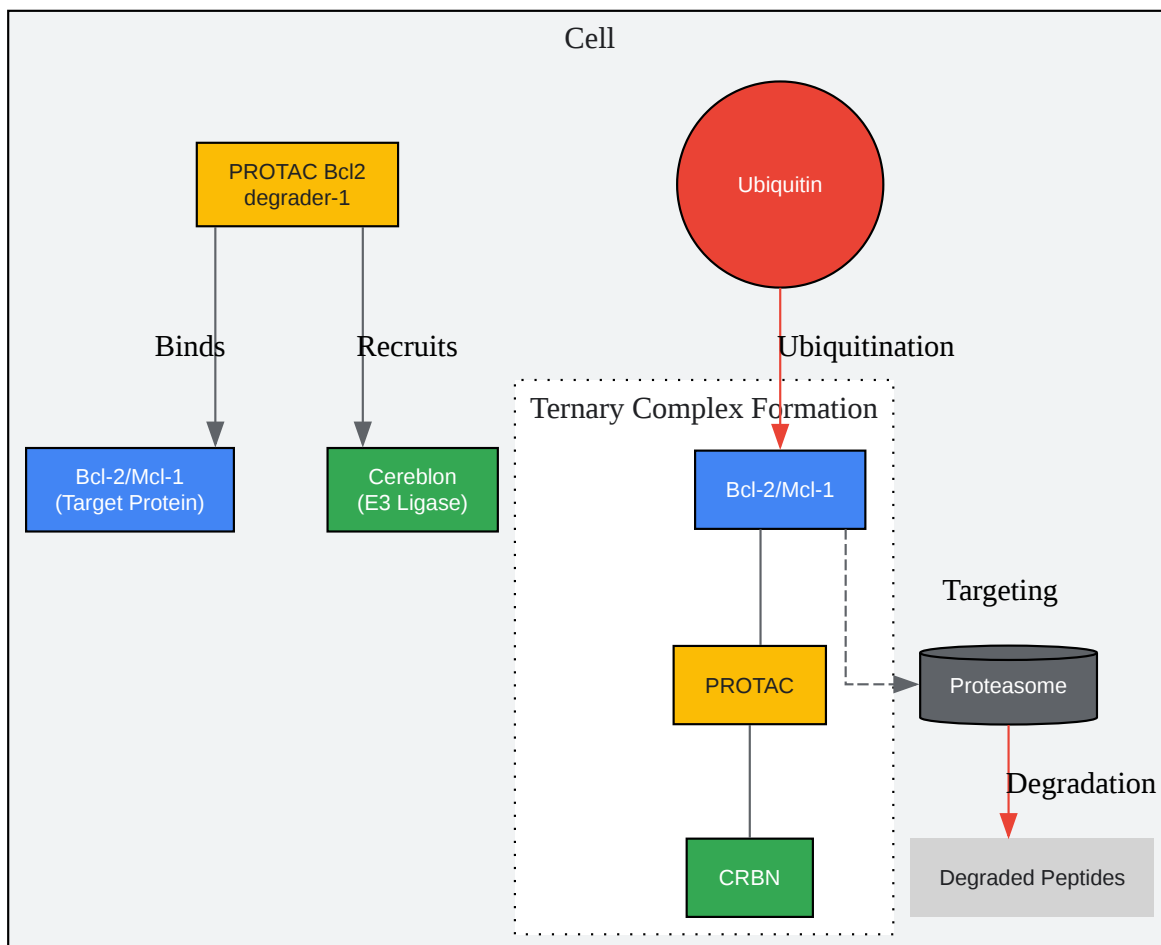 Cell
PROTAC Bcl2
degrader-1
Ubiquitin
Binds
Recruits
Ubiquitination
Ternary Complex Formation
Bcl-2/Mcl-1
(Target Protein)
Cereblon
(E3 Ligase)
Bcl-2/Mcl-1
Targeting
PROTAC
Proteasome
Degradation
CRBN
Degraded Peptides